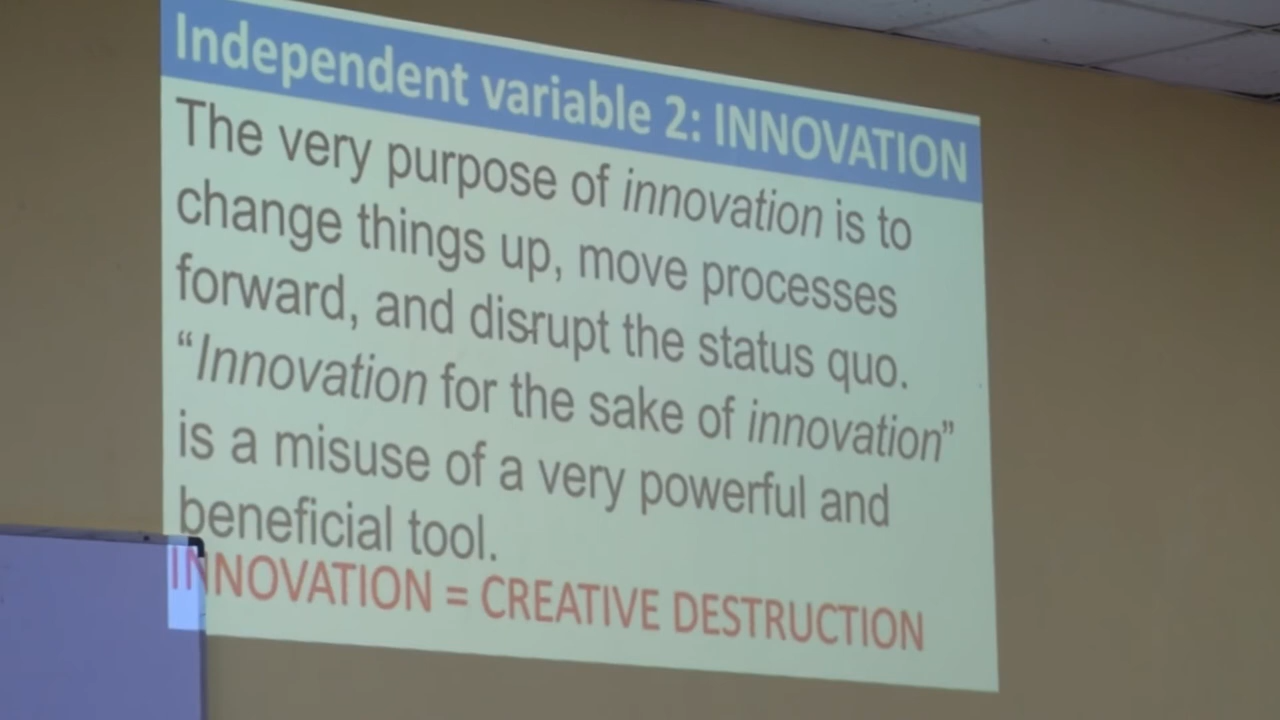 Independent variable 2: INNOVATION
The very purpose of innovation is to
change things up, move processes
forward, and disrupt the status quo.
“Innovation for the sake of innovation”
is a misuse of a very powerful and
beneficial tool.
INNOVATION = CREATIVE DESTRUCTION